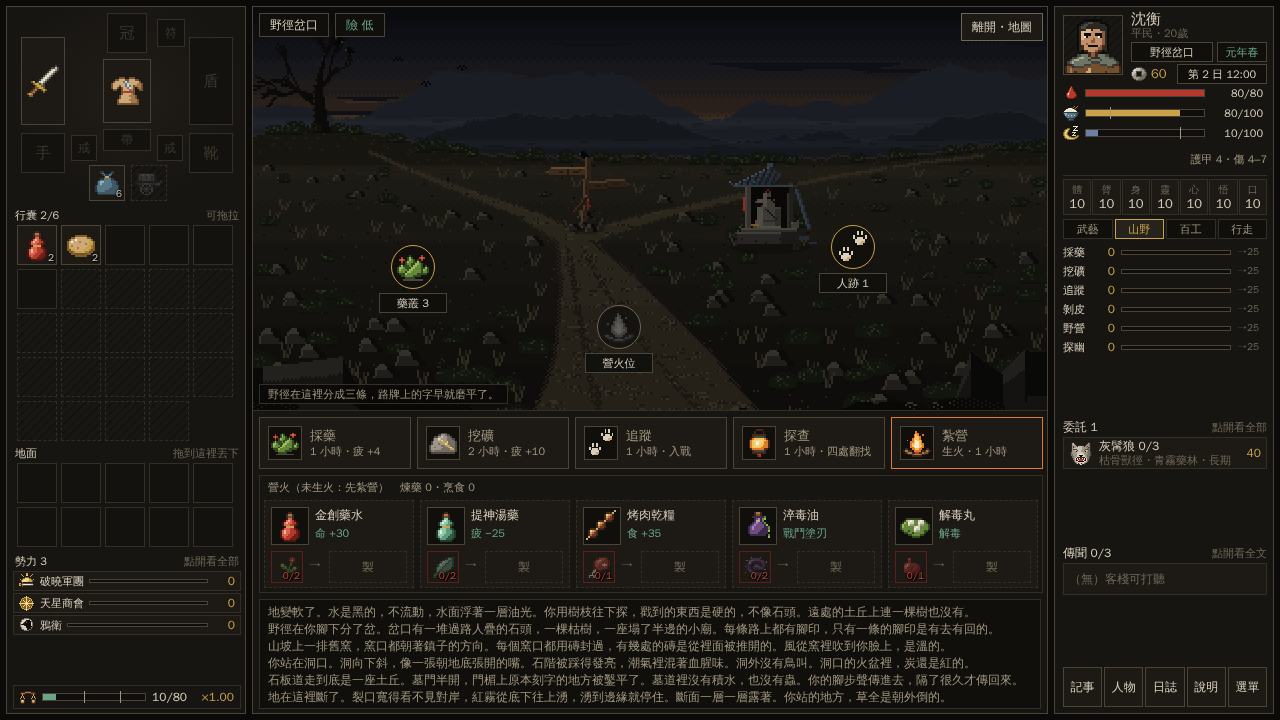 冠
符
盾
手
戒
帶
戒
靴
6
行囊 2/6
可拖拉
2
2
地面
拖到這裡丟下
勢力 3
點開看全部
破曉軍團
0
天星商會
0
鴉衛
0
10/80
×1.00
野徑岔口
險 低
離開・地圖
藥叢 3
人跡 1
營火位
野徑在這裡分成三條，路牌上的字早就磨平了。
採藥
1 小時・疲 +4
挖礦
2 小時・疲 +10
追蹤
1 小時・入戰
探查
1 小時・四處翻找
紮營
生火・1 小時
營火（未生火：先紮營）　煉藥 0・烹食 0
金創藥水
命 +30
0/2
→
製
提神湯藥
疲 −25
0/2
→
製
烤肉乾糧
食 +35
0/1
→
製
淬毒油
戰鬥塗刃
0/2
→
製
解毒丸
解毒
0/1
→
製
地變軟了。水是黑的，不流動，水面浮著一層油光。你用樹枝往下探，戳到的東西是硬的，不像石頭。遠處的土丘上連一棵樹也沒有。
野徑在你腳下分了岔。岔口有一堆過路人疊的石頭，一棵枯樹，一座塌了半邊的小廟。每條路上都有腳印，只有一條的腳印是有去有回的。
山坡上一排舊窯，窯口都朝著鎮子的方向。每個窯口都用磚封過，有幾處的磚是從裡面被推開的。風從窯裡吹到你臉上，是溫的。
你站在洞口。洞向下斜，像一張朝地底張開的嘴。石階被踩得發亮，潮氣裡混著血腥味。洞外沒有鳥叫。洞口的火盆裡，炭還是紅的。
石板道走到底是一座土丘。墓門半開，門楣上原本刻字的地方被鑿平了。墓道裡沒有積水，也沒有蟲。你的腳步聲傳進去，隔了很久才傳回來。
地在這裡斷了。裂口寬得看不見對岸，紅霧從底下往上湧，湧到邊緣就停住。斷面一層一層露著。你站的地方，草全是朝外倒的。
沈衡
平民・20歲
野徑岔口
元年春
60
第 2 日 12:00
80/80
80/100
10/100
護甲 4・傷 4–7
體
10
臂
10
身
10
靈
10
心
10
悟
10
口
10
武藝
山野
百工
行走
採藥
0
→25
挖礦
0
→25
追蹤
0
→25
剝皮
0
→25
野營
0
→25
探幽
0
→25
委託 1
點開看全部
灰鬃狼 0/3
枯骨獸徑・青霧藥林・長期
40
傳聞 0/3
點開看全文
（無）客棧可打聽
記事
人物
日誌
說明
選單